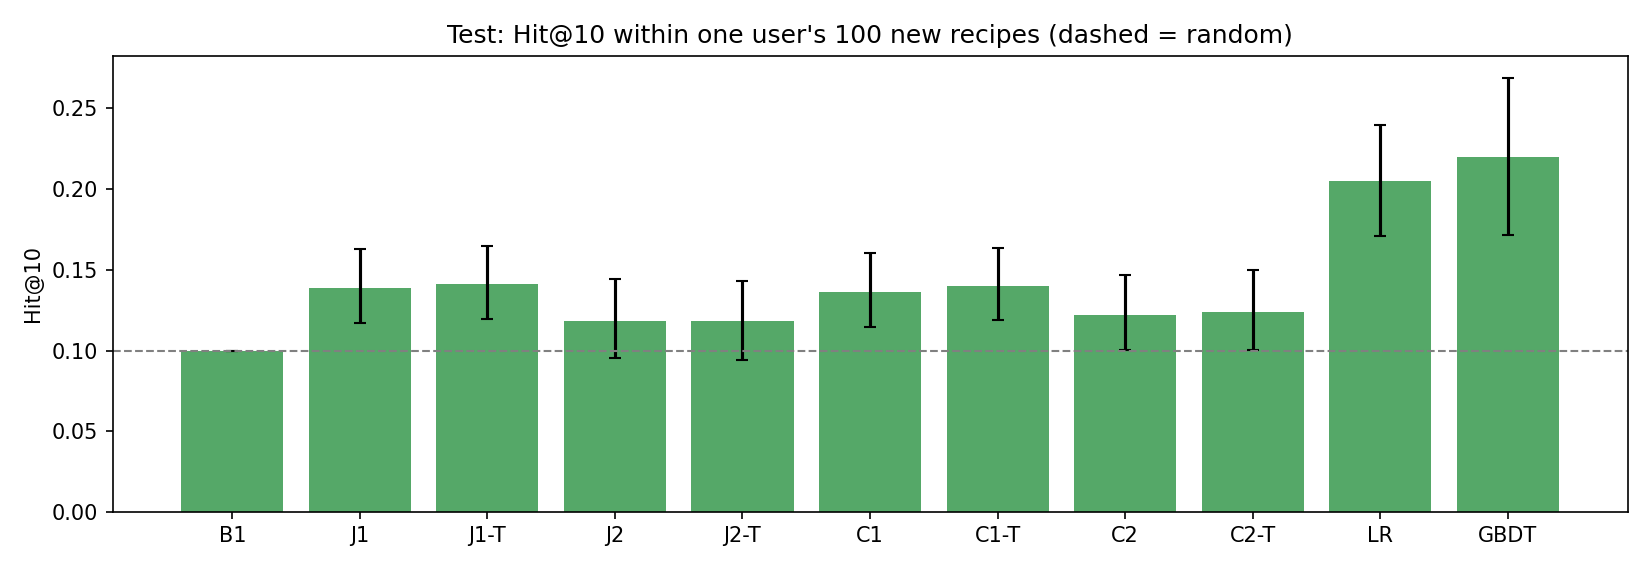 Test: Hit@10 within one user's 100 new recipes (dashed = random)
Hit@10
0.25
0.20
0.15
0.10
0.05
0.00
B1 J1 J1-T J2 J2-T C1 C1-T C2 C2-T LR GBDT